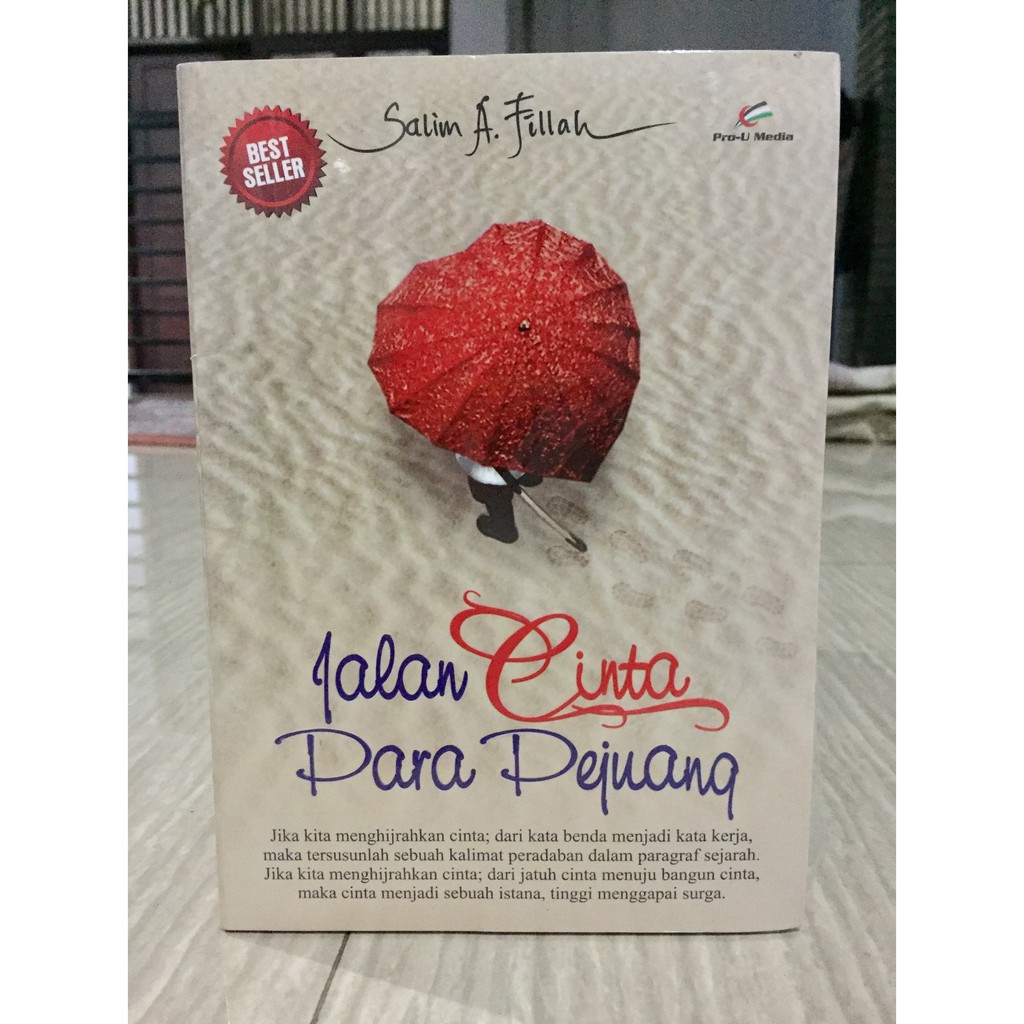 BEST
SELLER
Salim A. Fillah
Pro-U Media
Jalan Cinta
Para Pejuang
Jika kita menghijrahkan cinta; dari kata benda menjadi kata kerja,
maka tersusunlah sebuah kalimat peradaban dalam paragraf sejarah.
Jika kita menghijrahkan cinta; dari jatuh cinta menuju bangun cinta,
maka cinta menjadi sebuah istana, tinggi menggapai surga.